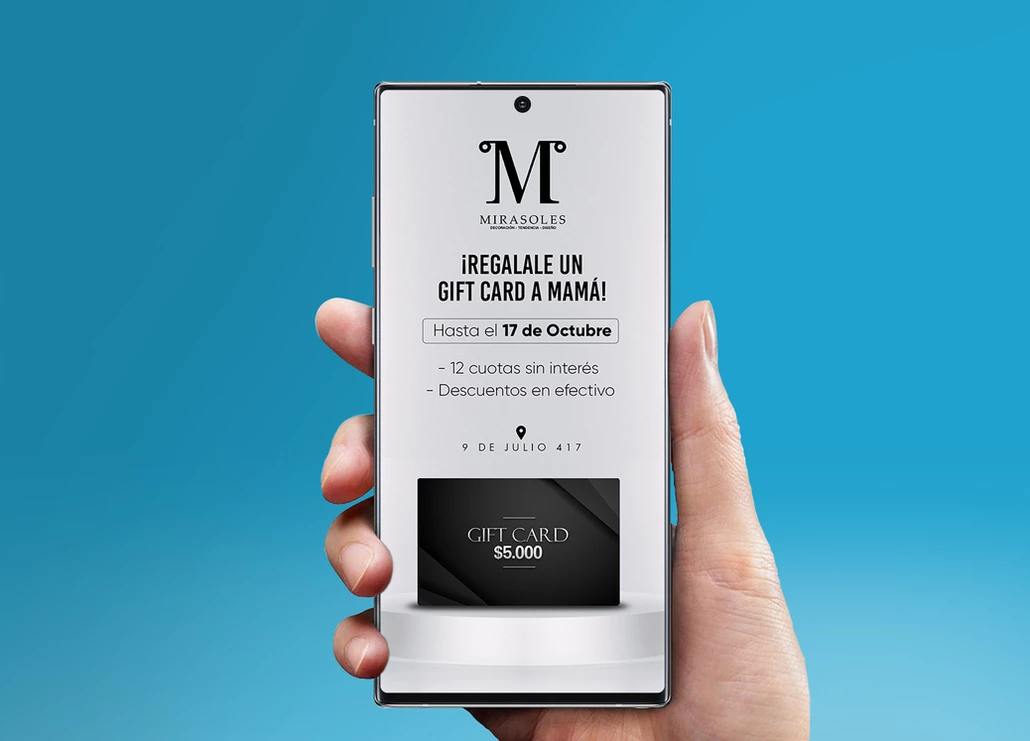 M
MIRASOLES
DECORACIÓN - TENDENCIA - DISEÑO
¡REGALALE UN
GIFT CARD A MAMÁ!
Hasta el 17 de Octubre
- 12 cuotas sin interés
- Descuentos en efectivo
9 DE JULIO 417
GIFT CARD
$5.000